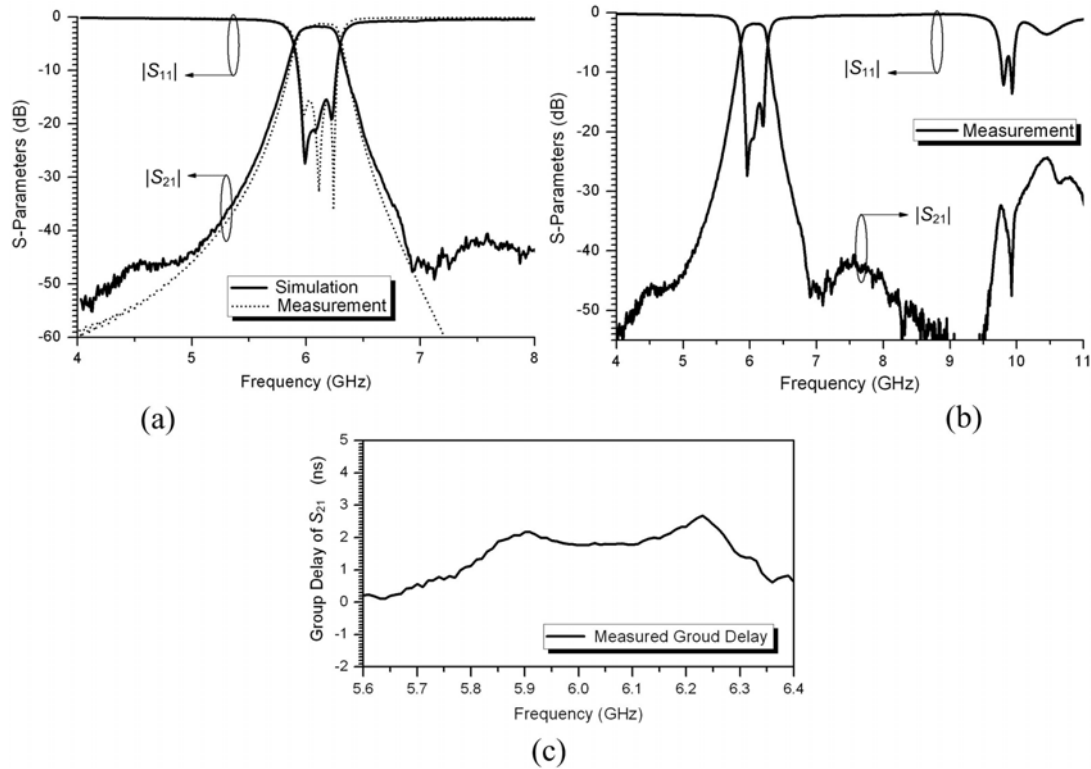 0
-10
-20
-30
-40
-50
-60
S-Parameters (dB)
|S11|
|S21|
Simulation
Measurement
4
5
6
7
8
Frequency (GHz)
(a)
0
-10
-20
-30
-40
-50
S-Parameters (dB)
|S11|
Measurement
|S21|
4
5
6
7
8
9
10
11
Frequency (GHz)
(b)
5
4
3
2
1
0
-1
-2
Group Delay of S21 (ns)
Measured Groud Delay
5.6
5.7
5.8
5.9
6.0
6.1
6.2
6.3
6.4
Frequency (GHz)
(c)